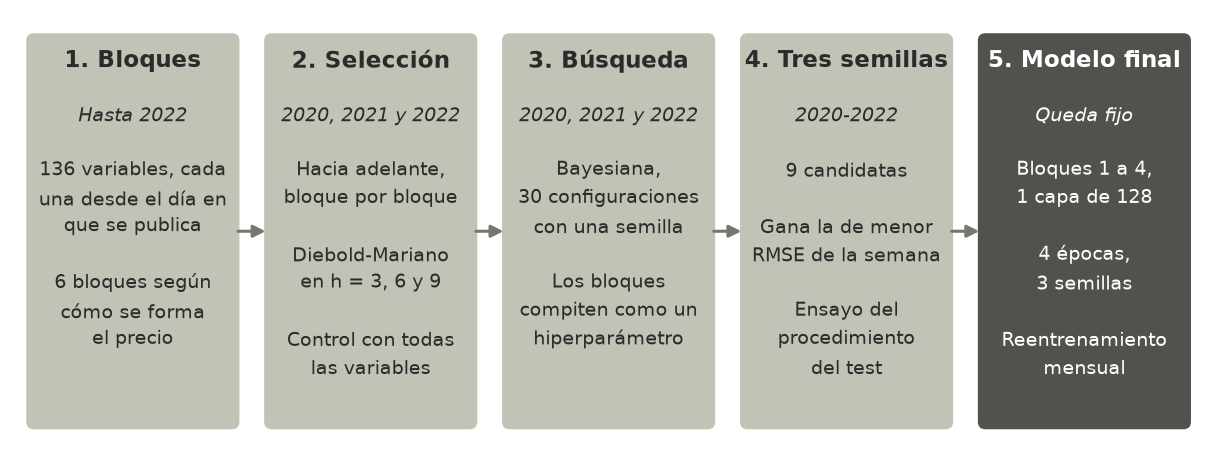 1. Bloques
Hasta 2022
136 variables, cada
una desde el día en
que se publica
6 bloques según
cómo se forma
el precio
2. Selección
2020, 2021 y 2022
Hacia adelante,
bloque por bloque
Diebold-Mariano
en h = 3, 6 y 9
Control con todas
las variables
3. Búsqueda
2020, 2021 y 2022
Bayesiana,
30 configuraciones
con una semilla
Los bloques
compiten como un
hiperparámetro
4. Tres semillas
2020-2022
9 candidatas
Gana la de menor
RMSE de la semana
Ensayo del
procedimiento
del test
5. Modelo final
Queda fijo
Bloques 1 a 4,
1 capa de 128
4 épocas,
3 semillas
Reentrenamiento
mensual